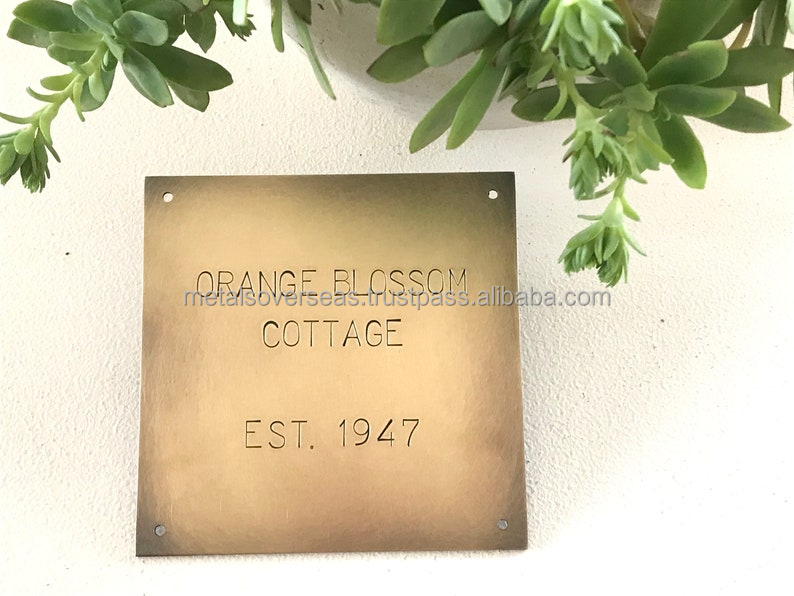 ORANGE BLOSSOM
metalsoverseas.trustpass.alibaba.com
COTTAGE
EST. 1947